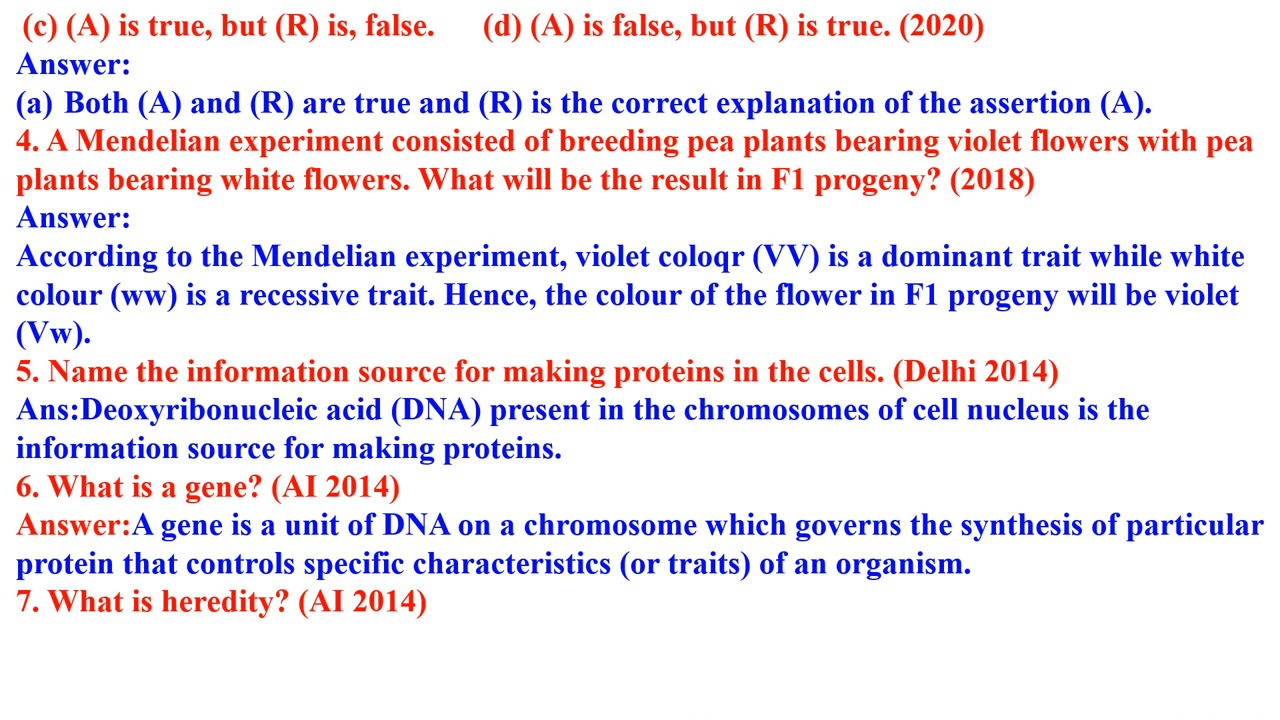 (c) (A) is true, but (R) is, false. (d) (A) is false, but (R) is true. (2020)
Answer:
(a) Both (A) and (R) are true and (R) is the correct explanation of the assertion (A).
4. A Mendelian experiment consisted of breeding pea plants bearing violet flowers with pea
plants bearing white flowers. What will be the result in F1 progeny? (2018)
Answer:
According to the Mendelian experiment, violet coloqr (VV) is a dominant trait while white
colour (ww) is a recessive trait. Hence, the colour of the flower in F1 progeny will be violet
(Vw).
5. Name the information source for making proteins in the cells. (Delhi 2014)
Ans:Deoxyribonucleic acid (DNA) present in the chromosomes of cell nucleus is the
information source for making proteins.
6. What is a gene? (AI 2014)
Answer:A gene is a unit of DNA on a chromosome which governs the synthesis of particular
protein that controls specific characteristics (or traits) of an organism.
7. What is heredity? (AI 2014)